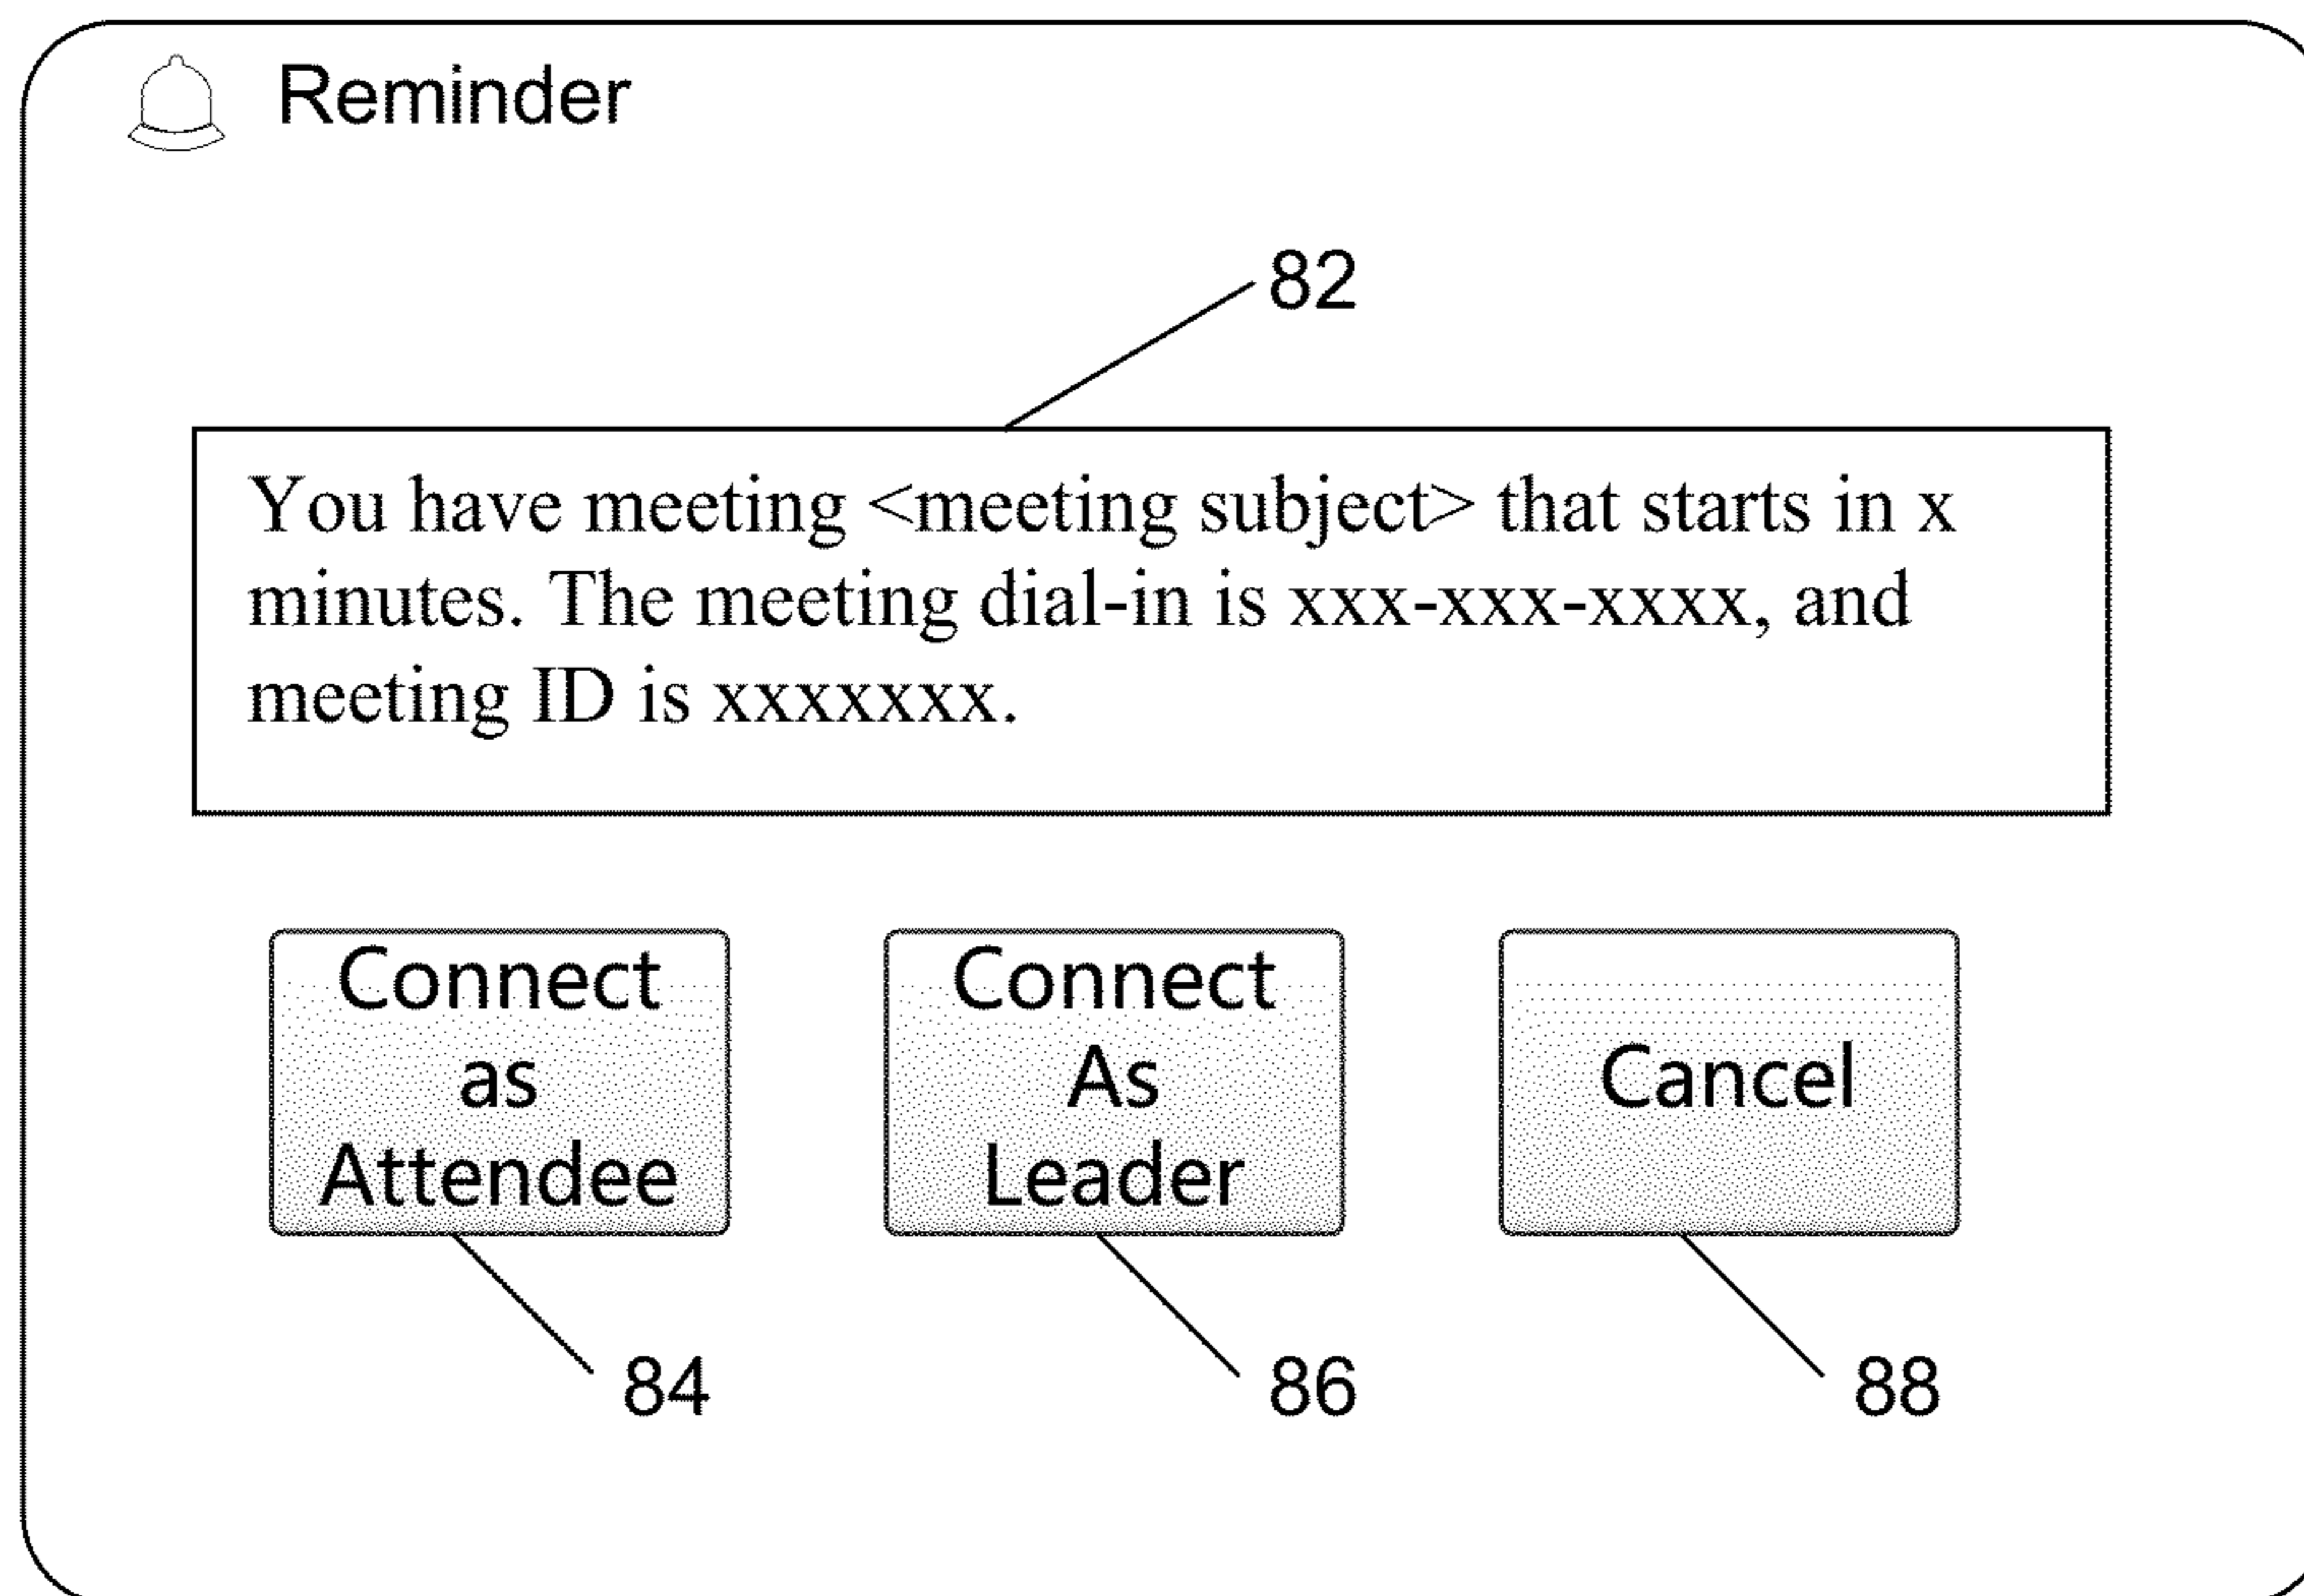 Reminder
82
You have meeting <meeting subject> that starts in x
minutes. The meeting dial-in is xxx-xxx-xxxx, and
meeting ID is xxxxxxx.
Connect
as
Attendee
Connect
As
Leader
Cancel
84
86
88